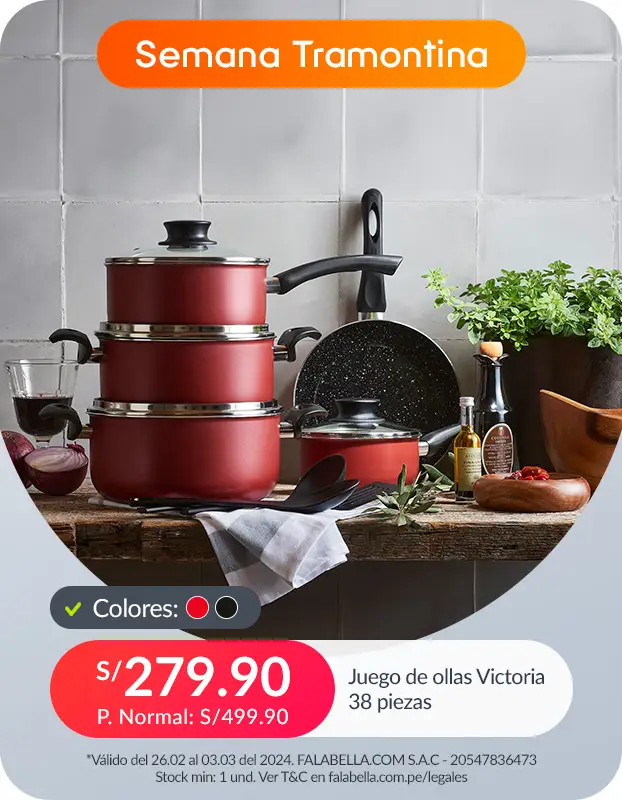 Semana Tramontina
Colores:
S/279.90
P. Normal: S/499.90
Juego de ollas Victoria
38 piezas
*Válido del 26.02 al 03.03 del 2024. FALABELLA.COM S.A.C - 20547836473
Stock min: 1 und. Ver T&C en falabella.com.pe/legales